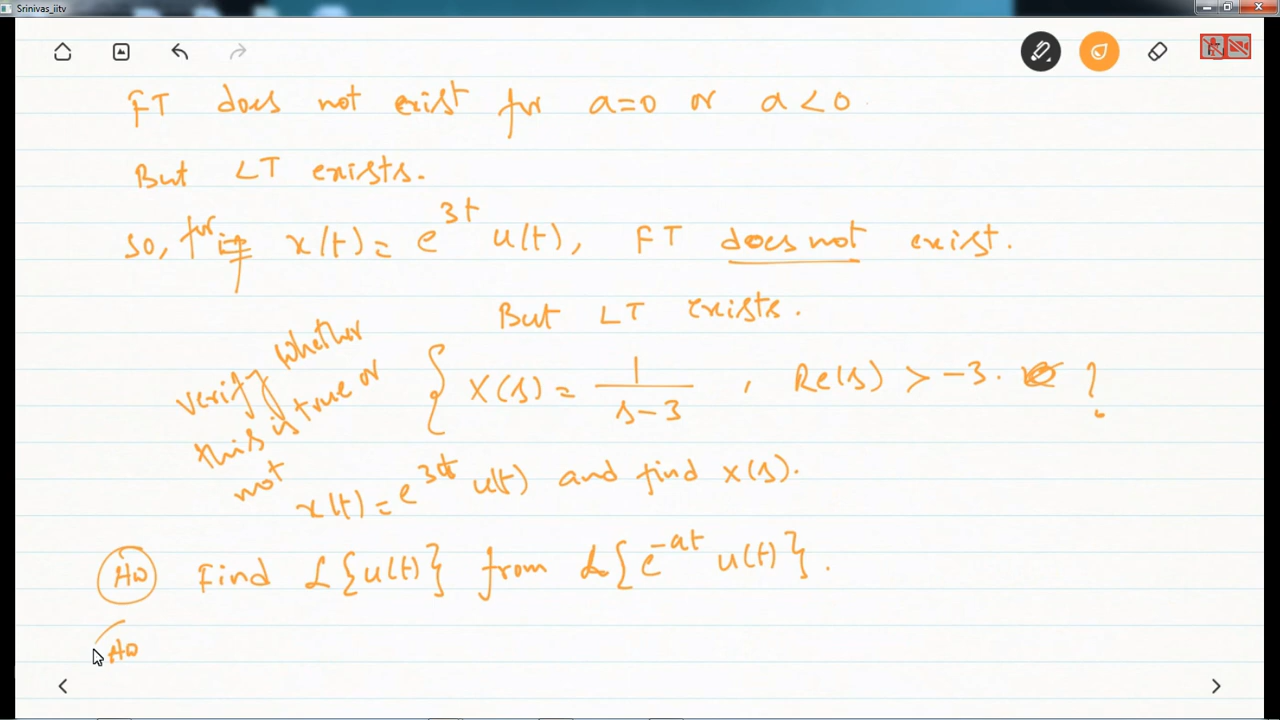 Srinivas_iitv
FT does not exist for a=0 or a<0
But LT exists.
so, for x(t) = e^{3t} u(t), FT does not exist.
But LT exists.
verify whether
this is true or
not
{ X(s) = 1/(s-3) , Re(s) > -3. ?
x(t) = e^{3t} u(t) and find X(s).
HW Find L{u(t)} from L{e^{-at} u(t)}.
HW